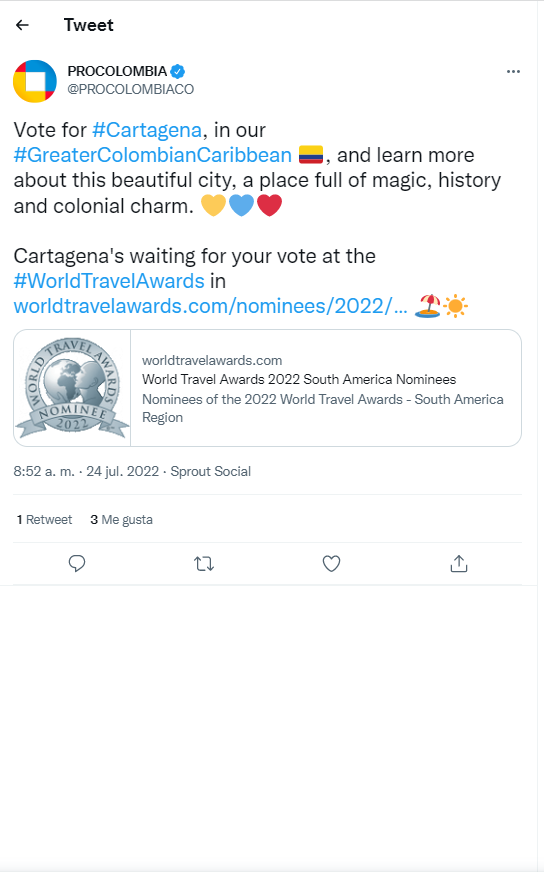 Tweet
PROCOLOMBIA
@PROCOLOMBIACO
Vote for #Cartagena, in our
#GreaterColombianCaribbean 🇨🇴, and learn more
about this beautiful city, a place full of magic, history
and colonial charm. 💛💙❤️
Cartagena's waiting for your vote at the
#WorldTravelAwards in
worldtravelawards.com/nominees/2022/... 🏖️☀️
WORLD TRAVEL AWARDS
NOMINEE
2022
worldtravelawards.com
World Travel Awards 2022 South America Nominees
Nominees of the 2022 World Travel Awards - South America
Region
8:52 a. m. · 24 jul. 2022 · Sprout Social
1 Retweet 3 Me gusta